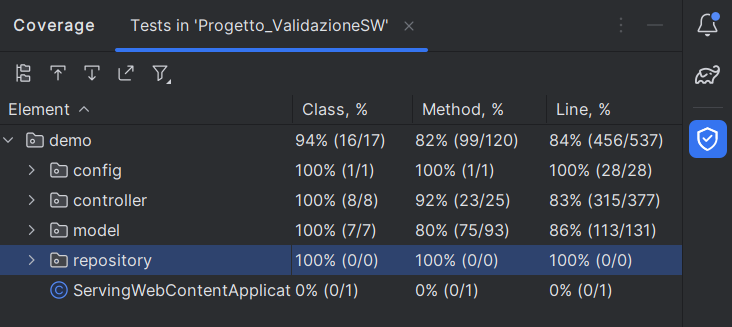 Coverage Tests in 'Progetto_ValidazioneSW'
Element Class, % Method, % Line, %
demo 94% (16/17) 82% (99/120) 84% (456/537)
config 100% (1/1) 100% (1/1) 100% (28/28)
controller 100% (8/8) 92% (23/25) 83% (315/377)
model 100% (7/7) 80% (75/93) 86% (113/131)
repository 100% (0/0) 100% (0/0) 100% (0/0)
ServingWebContentApplicat 0% (0/1) 0% (0/1) 0% (0/1)